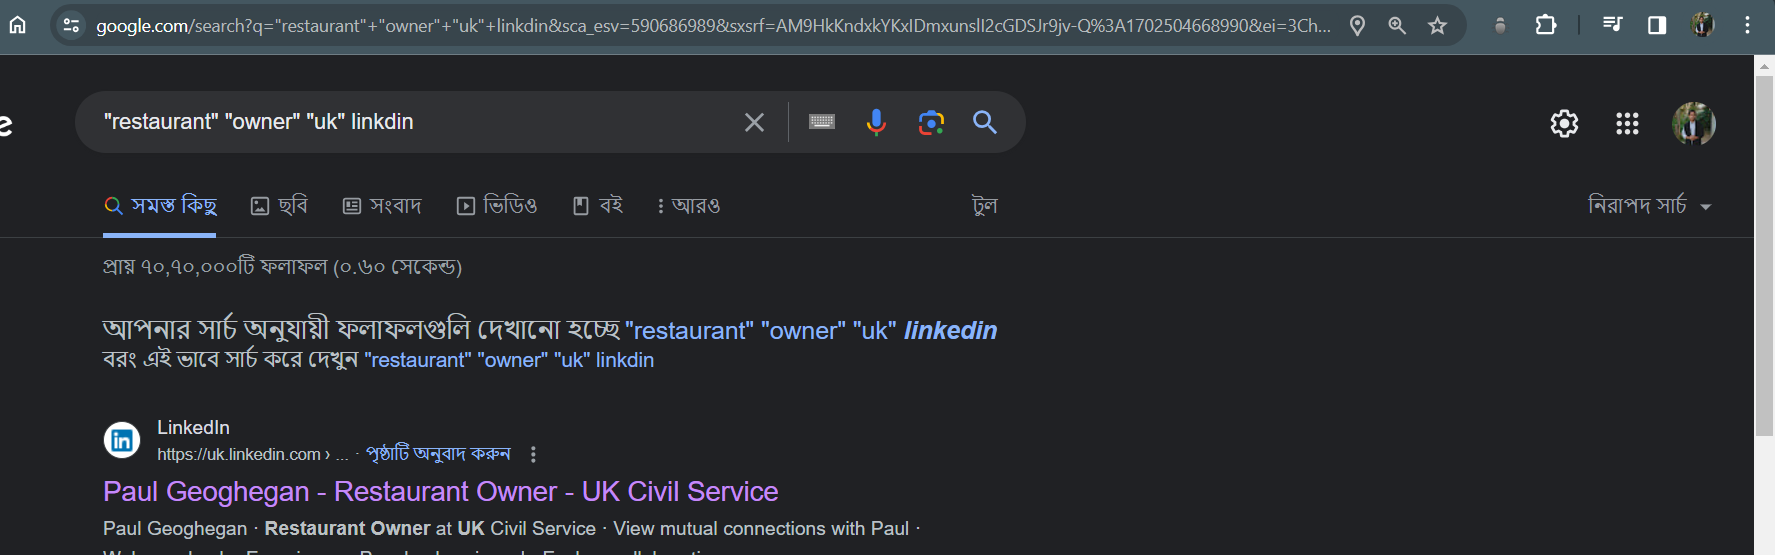 google.com/search?q="restaurant"+"owner"+"uk"+linkdin&sca_esv=590686989&sxsrf=AM9HkKndxkYKxIDmxunslI2cGDSJr9jv-Q%3A1702504668990&ei=3Ch...
e
"restaurant" "owner" "uk" linkdin
সমস্ত কিছু ছবি সংবাদ ভিডিও বই আরও টুল নিরাপদ সার্চ
প্রায় ৭০,৭০,০০০টি ফলাফল (০.৬০ সেকেন্ড)
আপনার সার্চ অনুযায়ী ফলাফলগুলি দেখানো হচ্ছে "restaurant" "owner" "uk" linkedin
বরং এই ভাবে সার্চ করে দেখুন "restaurant" "owner" "uk" linkdin
in
LinkedIn
https://uk.linkedin.com › ... · পৃষ্ঠাটি অনুবাদ করুন
Paul Geoghegan - Restaurant Owner - UK Civil Service
Paul Geoghegan · Restaurant Owner at UK Civil Service · View mutual connections with Paul ·